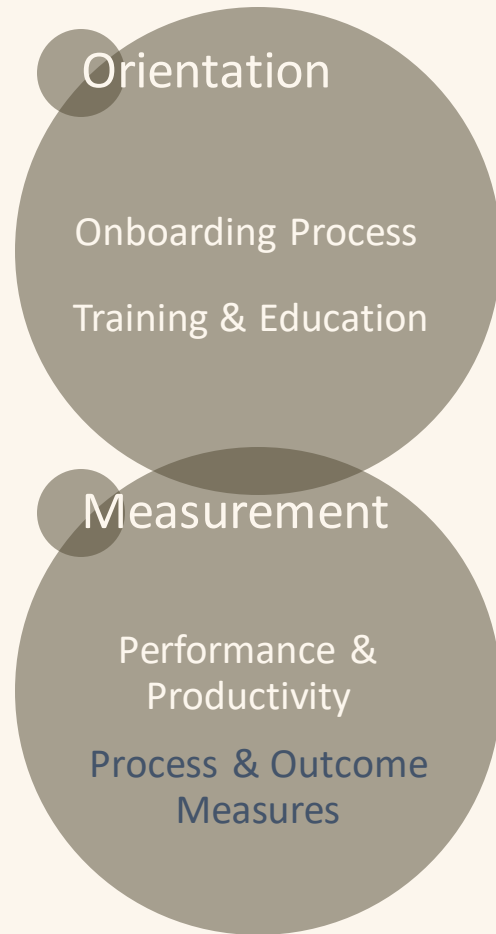 Orientation
Onboarding Process
Training & Education
Measurement
Performance &
Productivity
Process & Outcome
Measures